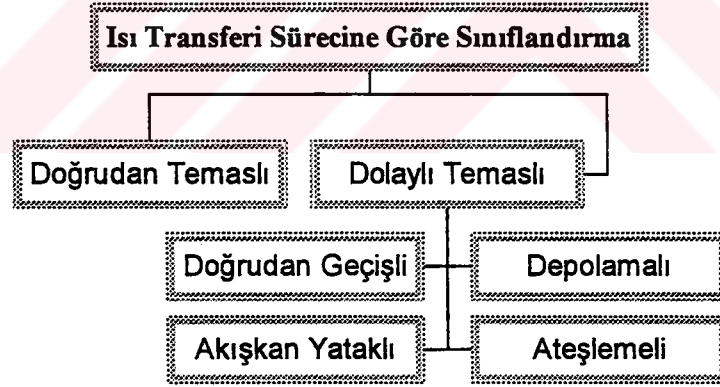 Isı Transferi Sürecine Göre Sınıflandırma
Doğrudan Temaslı
Dolaylı Temaslı
Doğrudan Geçişli
Depolamalı
Akışkan Yataklı
Ateşlemeli